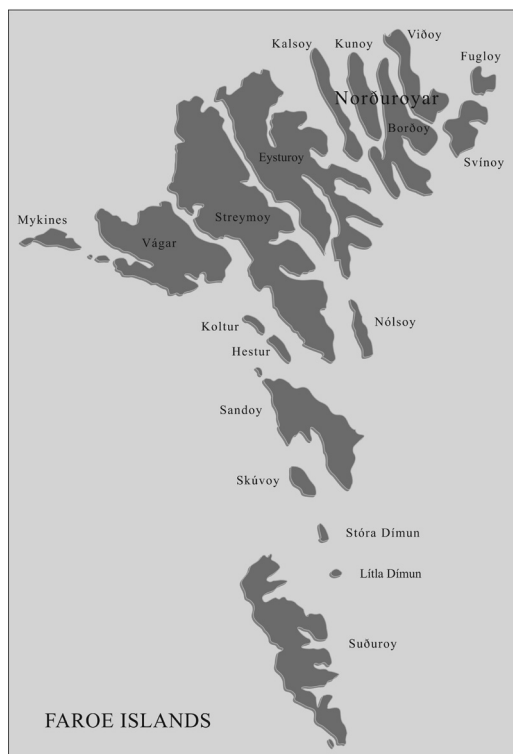 Viðoy
Kalsoy
Kunoy
Fugloy
Norðuroyar
Borðoy
Eysturoy
Svínoy
Streymoy
Mykines
Vágar
Koltur
Nólsoy
Hestur
Sandoy
Skúvoy
Stóra Dímun
Lítla Dímun
Suðuroy
FAROE ISLANDS